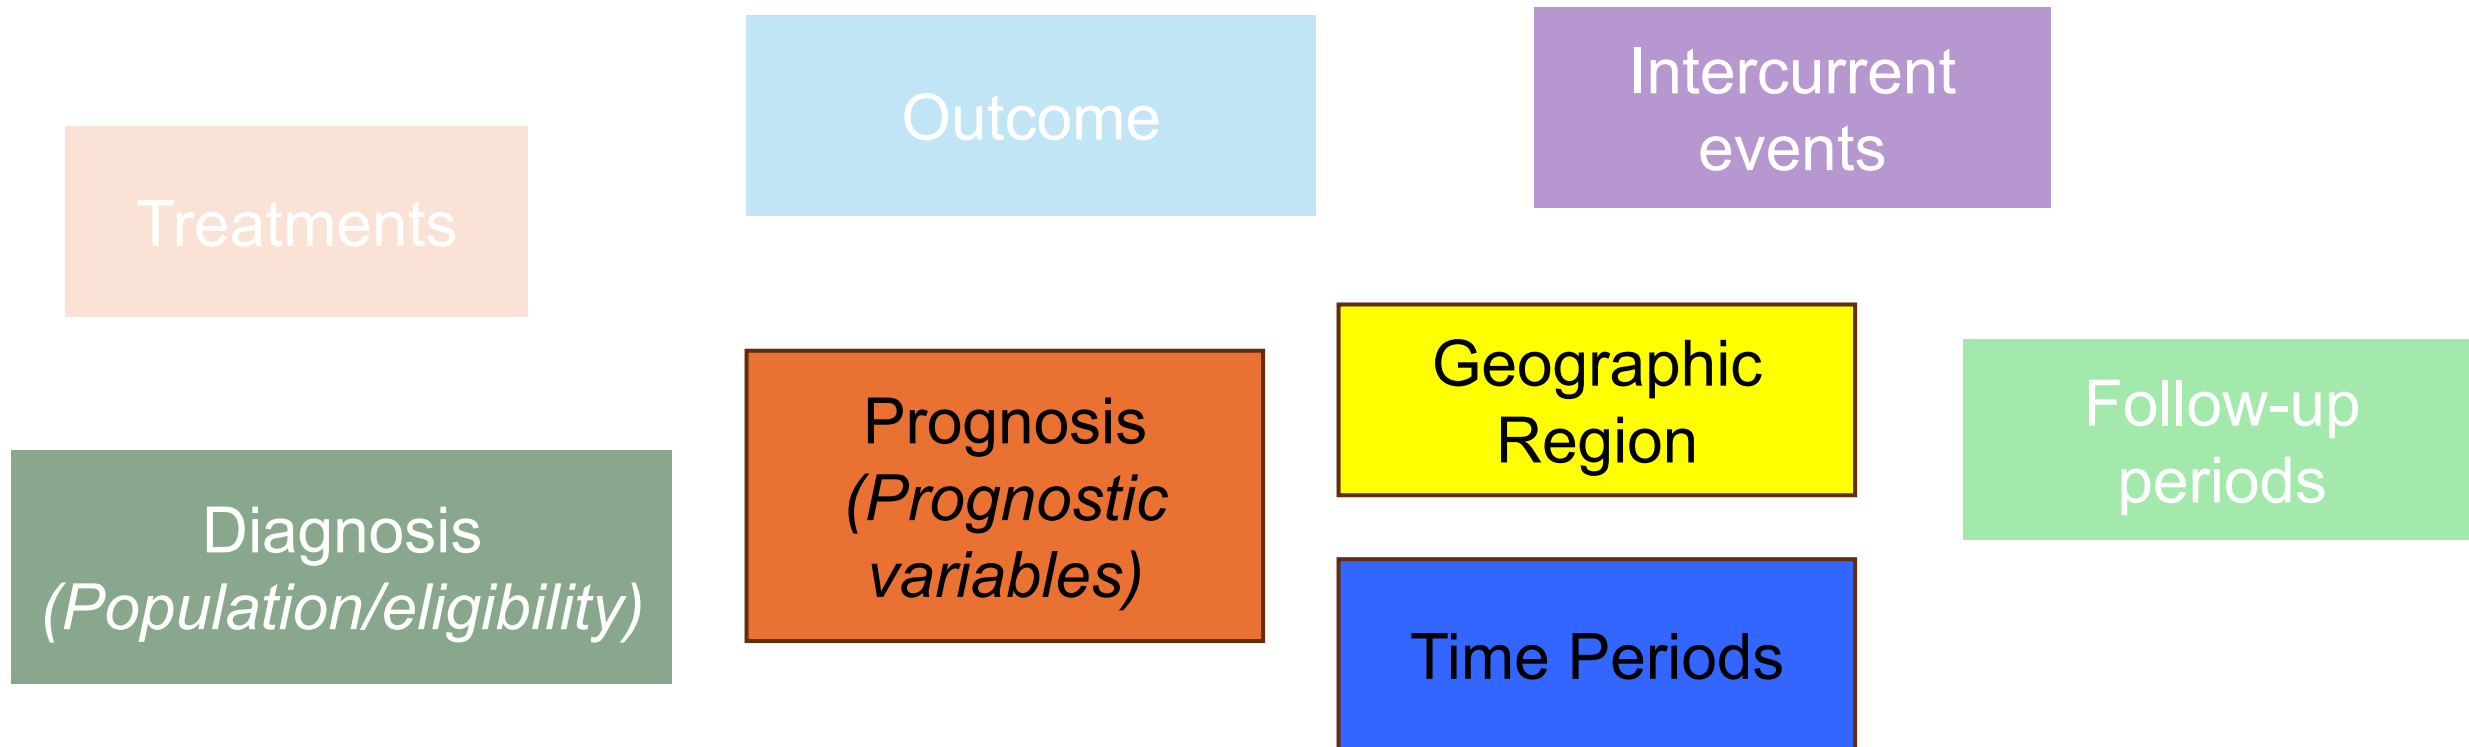 Treatments
Outcome
Intercurrent
events
Diagnosis
(Population/eligibility)
Prognosis
(Prognostic
variables)
Geographic
Region
Time Periods
Follow-up
periods